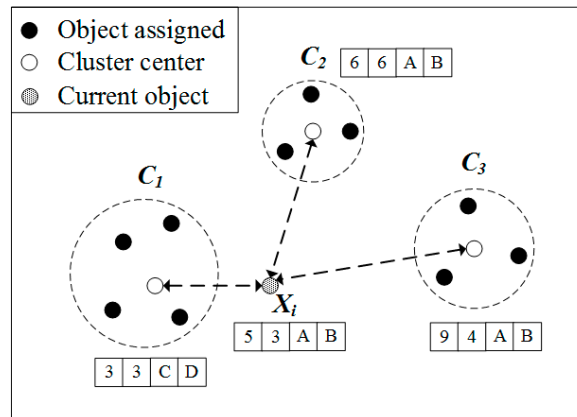 Object assigned
Cluster center
Current object
C2
6 6 A B
C1
C3
Xi
5 3 A B
9 4 A B
3 3 C D